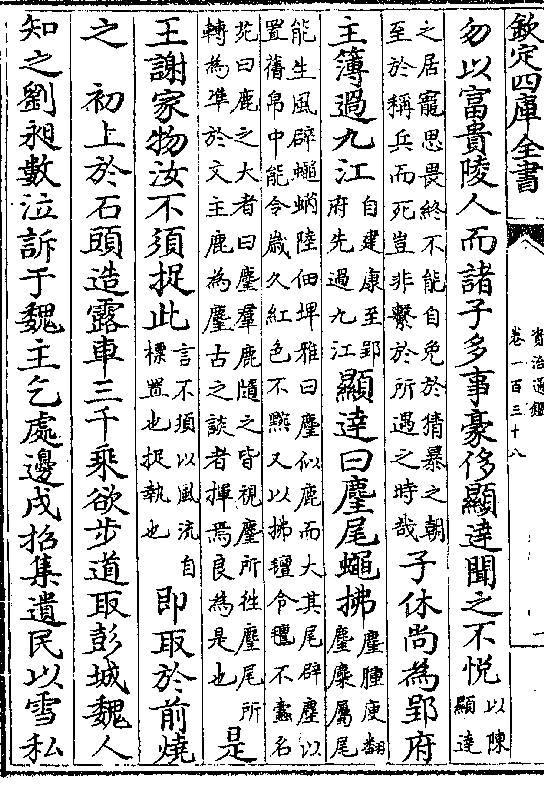 欽定四庫全書
資治通鑑
卷一百三十八
一
勿以富貴陵人而諸子多事豪侈顯達聞之不悅
以陳
顯達
之居寵思畏終不能自免於猜暴之朝
至於稱兵而死豈非繫於所遇之時哉
子休尚為郢府
主簿過九江
自建康至郢
府先過九江
顯達曰麈尾蠅拂
麈腫庾翻
麈麋屬尾
能生風辟蠅蜹陸佃埤雅曰麈似鹿而大其尾辟塵以
置蒨帛中能令歲久紅色不黦又以拂氊令氊不蠹名
苑曰鹿之大者曰麈羣鹿隨之皆視麈所徃麈尾所
轉為準於文主鹿為麈古之談者揮焉良為是也
是
王謝家物汝不須捉此
言不須以風流自
標置也捉執也
即取於前燒
之　初上於石頭造露車三千乘欲步道取彭城魏人
知之劉昶數泣訴于魏主乞處邊戍招集遺民以雪私